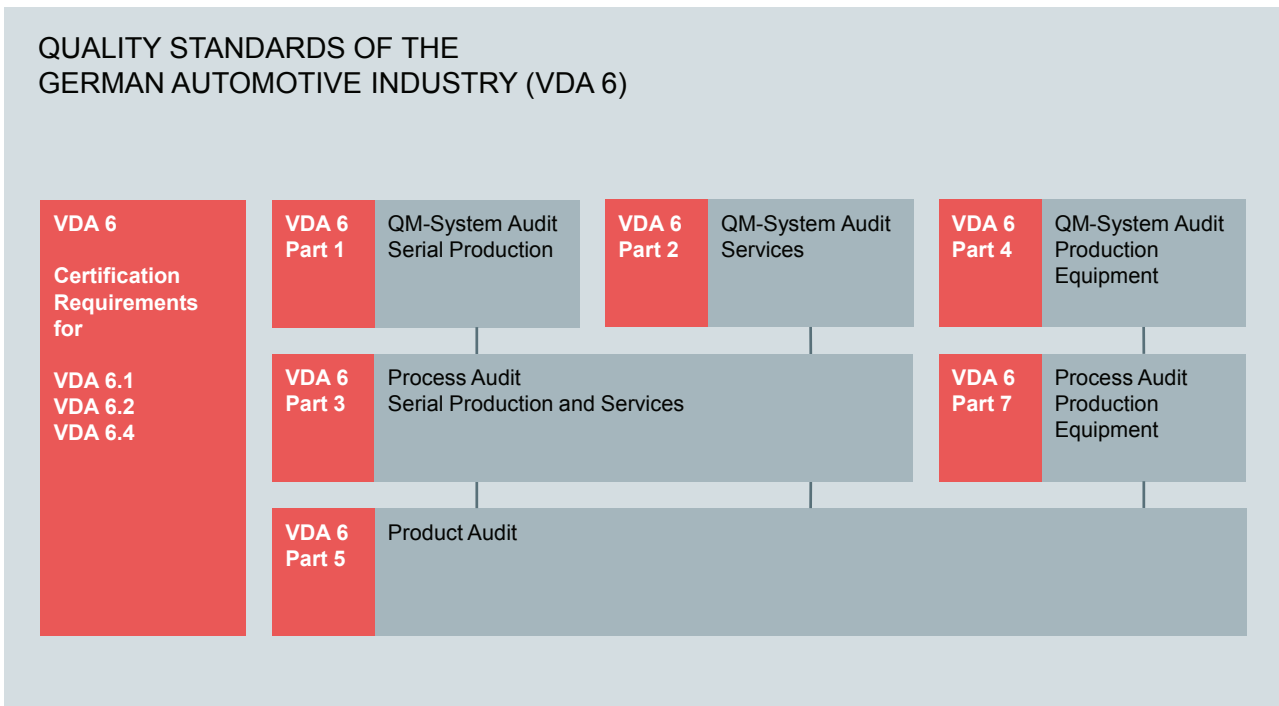 QUALITY STANDARDS OF THE
GERMAN AUTOMOTIVE INDUSTRY (VDA 6)
VDA 6
Certification
Requirements
for
VDA 6.1
VDA 6.2
VDA 6.4
VDA 6
Part 1
QM-System Audit
Serial Production
VDA 6
Part 2
QM-System Audit
Services
VDA 6
Part 4
QM-System Audit
Production
Equipment
VDA 6
Part 3
Process Audit
Serial Production and Services
VDA 6
Part 7
Process Audit
Production
Equipment
VDA 6
Part 5
Product Audit